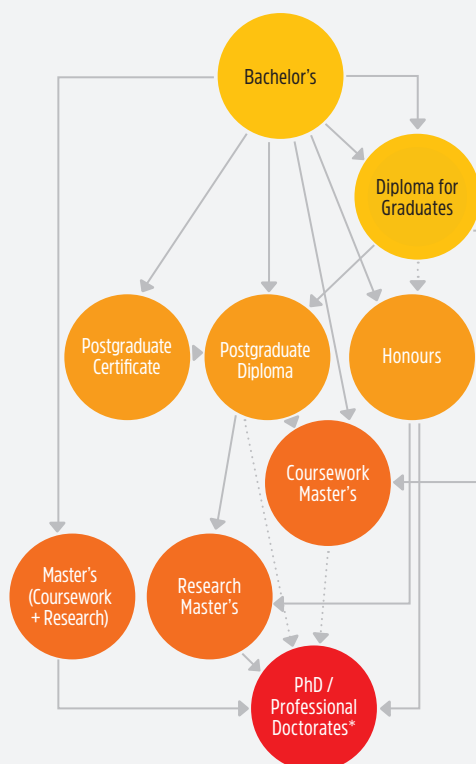 Bachelor's
Diploma for
Graduates
Postgraduate
Certificate
Postgraduate
Diploma
Honours
Coursework
Master's
Master's
(Coursework
+ Research)
Research
Master's
PhD /
Professional
Doctorates*